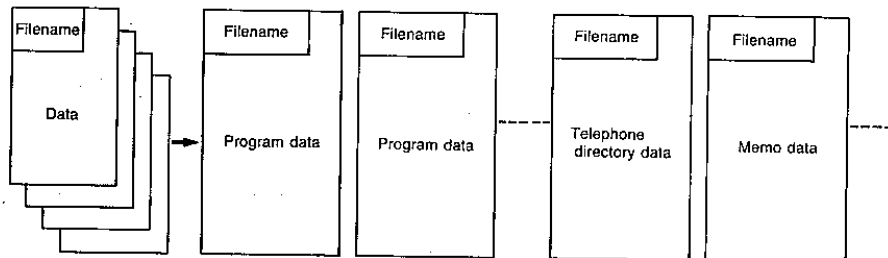 Filename
Data
Filename
Program data
Filename
Program data
Filename
Telephone
directory data
Filename
Memo data